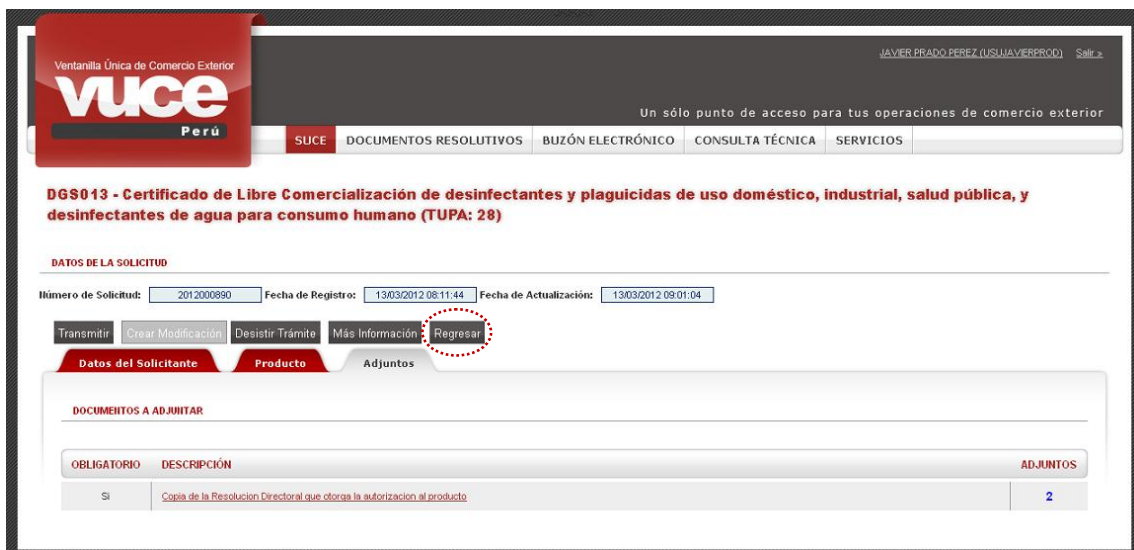 JAVIER PRADO PEREZ (USUJAVIERPROD) Salir »
Ventanilla Única de Comercio Exterior
vuce
Perú
Un sólo punto de acceso para tus operaciones de comercio exterior
SUCE DOCUMENTOS RESOLUTIVOS BUZÓN ELECTRÓNICO CONSULTA TÉCNICA SERVICIOS
DGS013 - Certificado de Libre Comercialización de desinfectantes y plaguicidas de uso doméstico, industrial, salud pública, y
desinfectantes de agua para consumo humano (TUPA: 28)
DATOS DE LA SOLICITUD
Número de Solicitud: 2012000890 Fecha de Registro: 13/03/2012 08:11:44 Fecha de Actualización: 13/03/2012 09:01:04
Transmitir Crear Modificación Desistir Trámite Más Información Regresar
Datos del Solicitante Producto Adjuntos
DOCUMENTOS A ADJUNTAR
OBLIGATORIO DESCRIPCIÓN ADJUNTOS
Si Copia de la Resolucion Directoral que otorga la autorizacion al producto 2